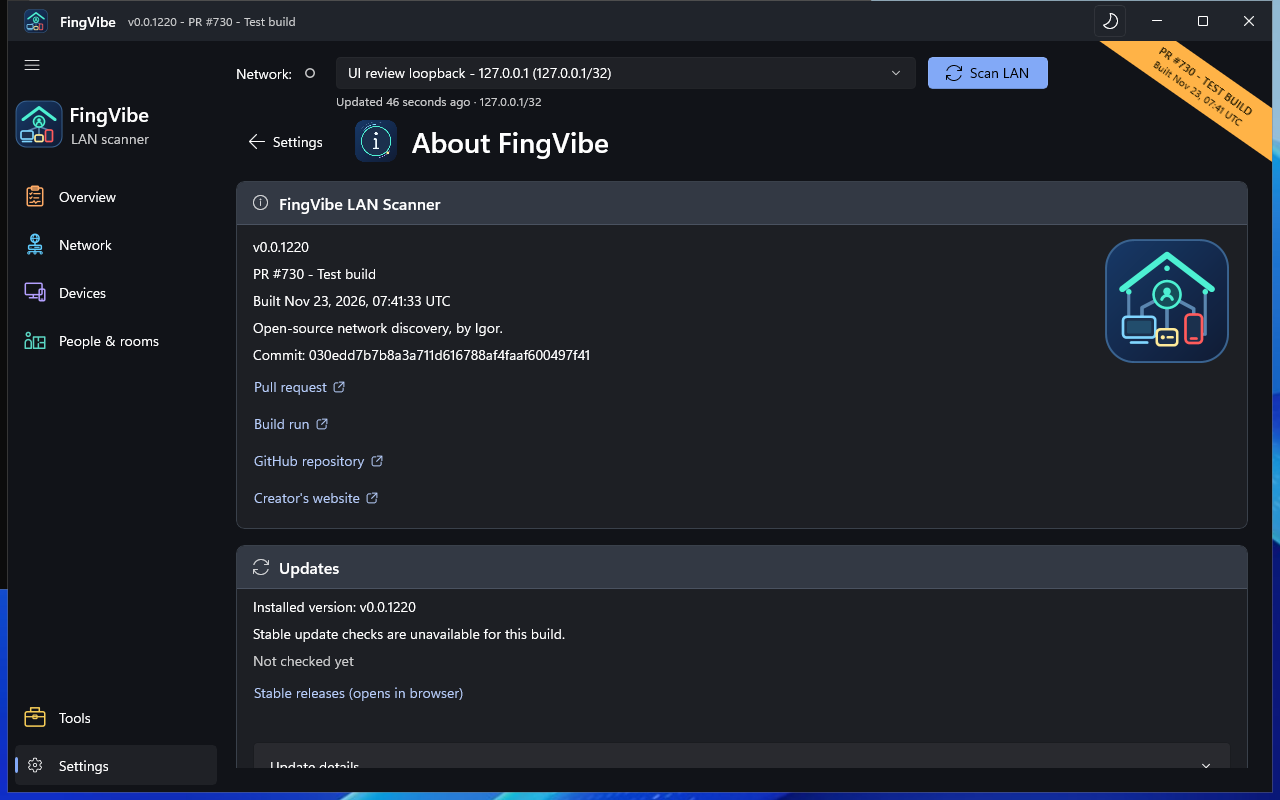 FingVibe v0.0.1220 - PR #730 - Test build
PR #730 - TEST BUILD
Built Nov 23, 07:41 UTC
Network:
UI review loopback - 127.0.0.1 (127.0.0.1/32)
Scan LAN
Updated 46 seconds ago · 127.0.0.1/32
FingVibe
LAN scanner
Overview
Network
Devices
People & rooms
Tools
Settings
Settings
About FingVibe
FingVibe LAN Scanner
v0.0.1220
PR #730 - Test build
Built Nov 23, 2026, 07:41:33 UTC
Open-source network discovery, by Igor.
Commit: 030edd7b7b8a3a711d616788af4faaf600497f41
Pull request
Build run
GitHub repository
Creator's website
Updates
Installed version: v0.0.1220
Stable update checks are unavailable for this build.
Not checked yet
Stable releases (opens in browser)
Update details